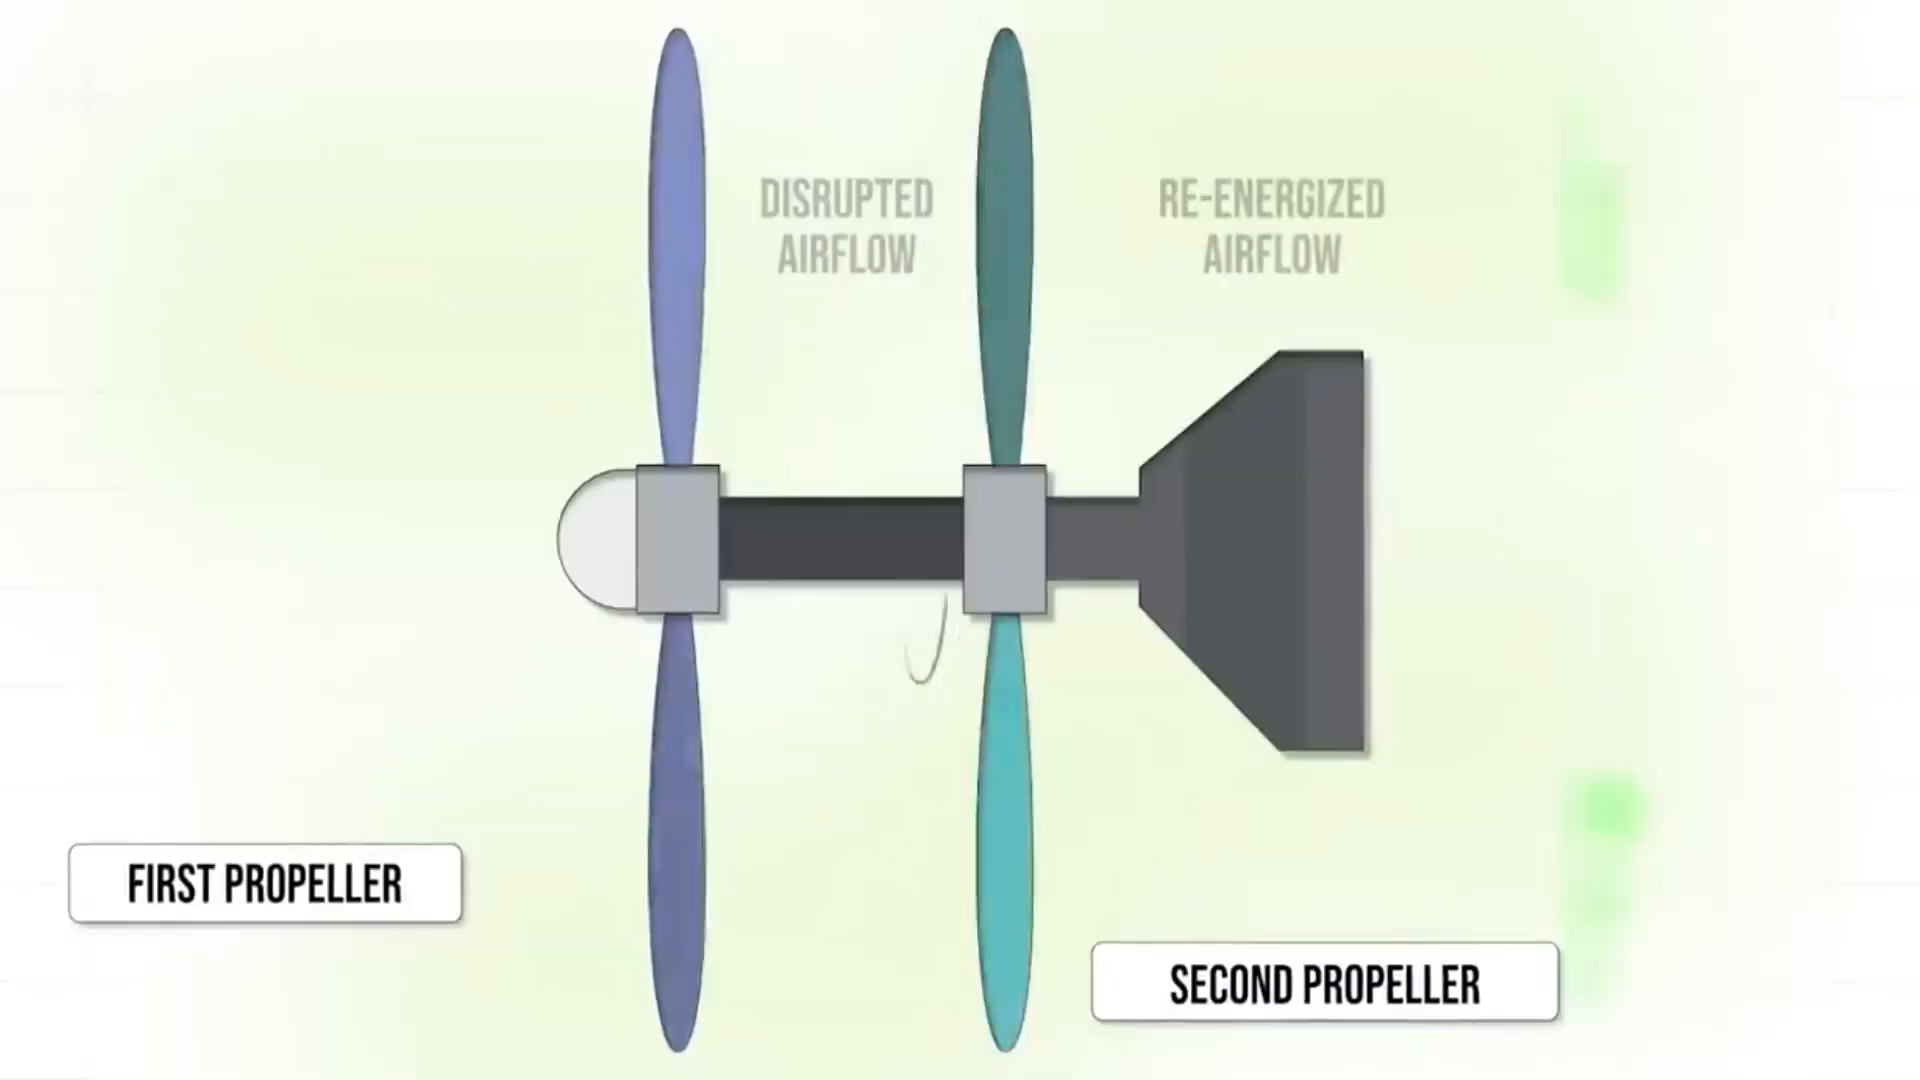 DISRUPTED
AIRFLOW
RE-ENERGIZED
AIRFLOW
FIRST PROPELLER
SECOND PROPELLER